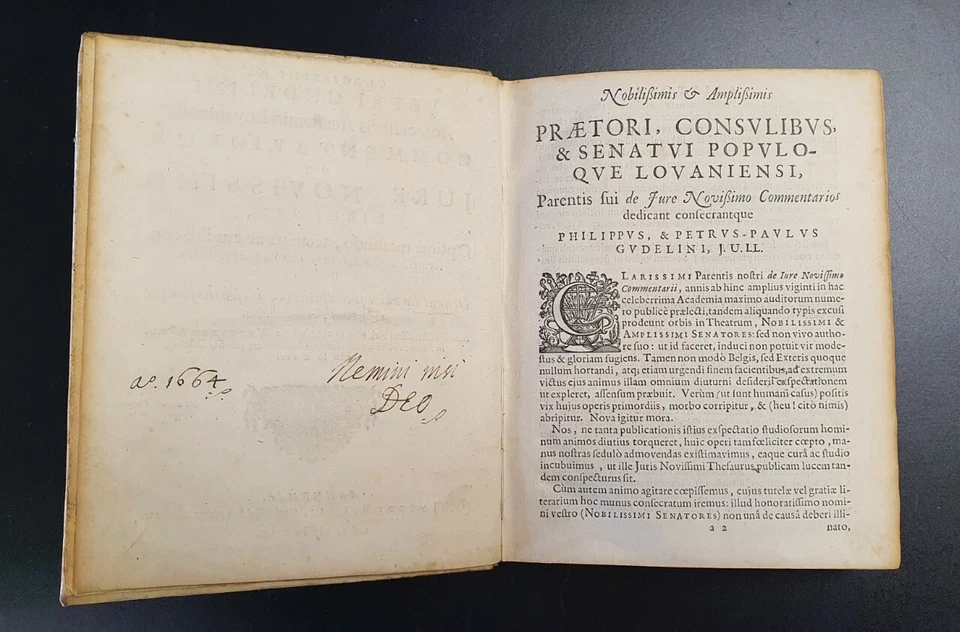 aº. 1664
Nemini nisi
Deo
Nobilißimis & Amplißimis
PRÆTORI, CONSVLIBVS,
& SENATVI POPVLO-
QVE LOVANIENSI,
Parentis ſui de Jure Novißimo Commentarios
dedicant conſecrantque
PHILIPPVS, & PETRVS-PAVLVS
GVDELINI, J.U.LL.
CLARISSIMI Parentis noſtri de Iure Noviſſimo
Commentarii, annis ab hinc amplius viginti in hac
celeberrima Academia maximo auditorum nume-
ro publicè prælecti, tandem aliquando typis excuſi
prodeunt orbis in Theatrum, NOBILISSIMI &
AMPLISSIMI SENATORES: ſed non vivo autho-
re ſuo: ut id faceret, induci non potuit vir mode-
ſtus & gloriam fugiens. Tamen non modò Belgis, ſed Exteris quoque
nullum hortandi, atq; etiam urgendi finem facientibus, ad extremum
victus ejus animus illam omnium diuturni deſiderii exſpectationem
ut expleret, aſſenſum præbuit. Verùm (ut ſunt humani caſus) poſitis
vix hujus operis primordiis, morbo corripitur, & (heu! citò nimis)
abripitur. Nova igitur mora.
Nos, ne tanta publicationis iſtius exſpectatio ſtudioſorum homi-
num animos diutius torqueret, huic operi tam fœliciter cœpto, ma-
nus noſtras ſedulò admovendas exiſtimavimus, eaque curâ ac ſtudio
incubuimus, ut ille Juris Noviſſimi Theſaurus publicam lucem tan-
dem conſpecturus ſit.
Cùm autem animo agitare cœpiſſemus, cujus tutelæ vel gratiæ li-
terarium hoc munus conſecratum iremus: illud honoratiſſimo nomi-
ni veſtro (NOBILISSIMI SENATORES) non unâ de causâ deberi illi-
a 2 nato,